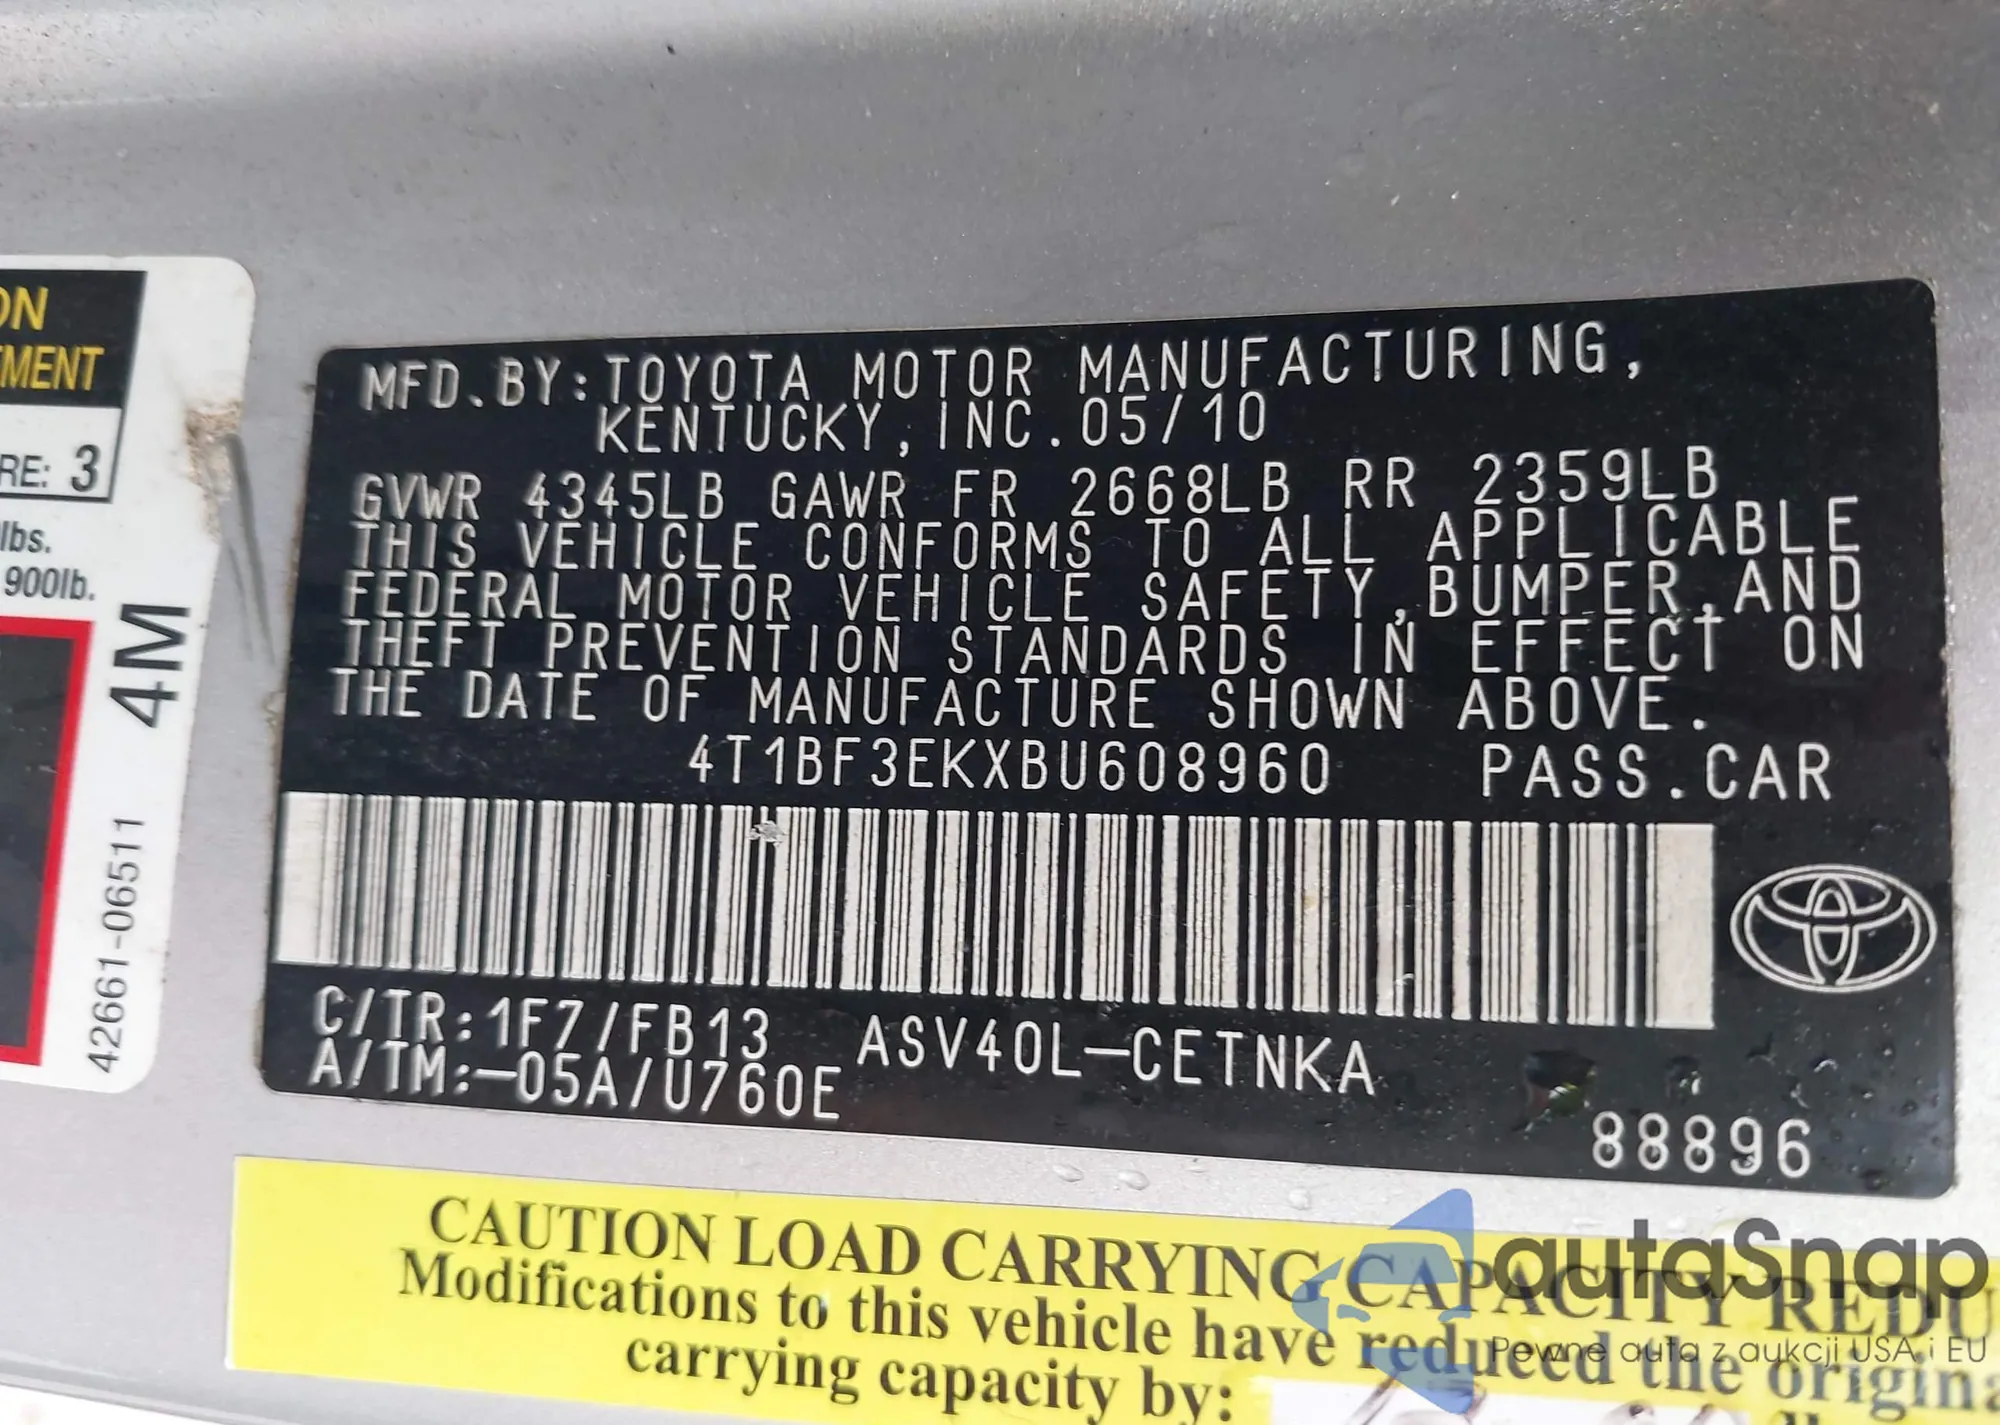 ON
EMENT
RE: 3
lbs.
900lb.
4M
42661-06511
MFD.BY:TOYOTA MOTOR MANUFACTURING,
KENTUCKY, INC.05/10
GVWR 4345LB GAWR FR 2668LB RR 2359LB
THIS VEHICLE CONFORMS TO ALL APPLICABLE
FEDERAL MOTOR VEHICLE SAFETY,BUMPER,AND
THEFT PREVENTION STANDARDS IN EFFECT ON
THE DATE OF MANUFACTURE SHOWN ABOVE.
4T1BF3EKXBU608960 PASS.CAR
C/TR:1F7/FB13 ASV40L-CETNKA
A/TM:-05A/U760E
88896
CAUTION LOAD CARRYING CAPACITY REDU
Modifications to this vehicle have reduced the origina
carrying capacity by:
autaSnap
Pewne auta z aukcji USA i EU